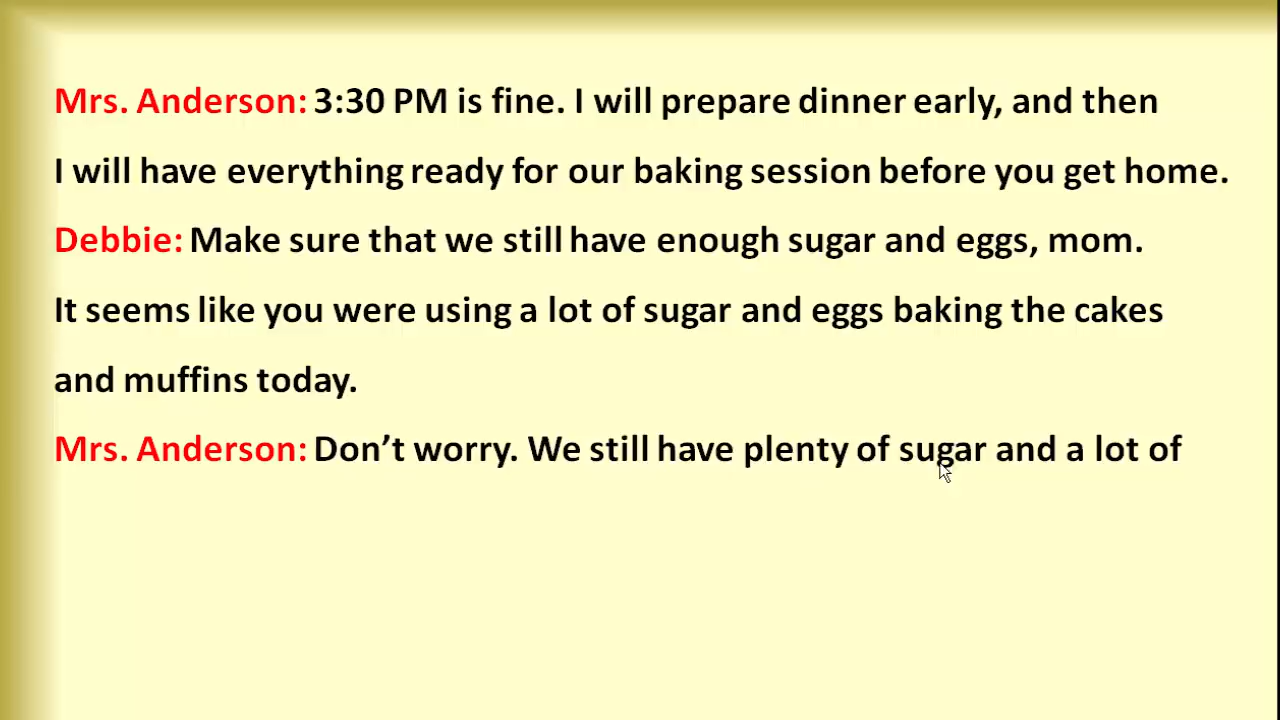 Mrs. Anderson: 3:30 PM is fine. I will prepare dinner early, and then
I will have everything ready for our baking session before you get home.
Debbie: Make sure that we still have enough sugar and eggs, mom.
It seems like you were using a lot of sugar and eggs baking the cakes
and muffins today.
Mrs. Anderson: Don’t worry. We still have plenty of sugar and a lot of